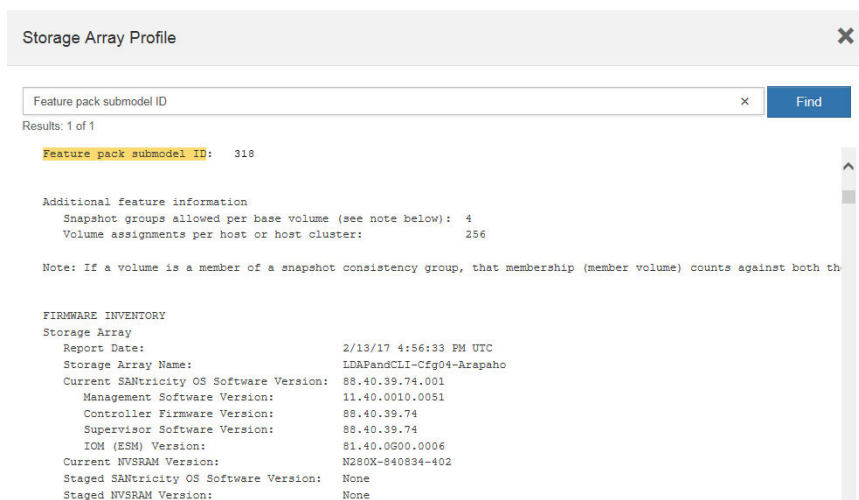 Storage Array Profile
Feature pack submodel ID
Find
Results: 1 of 1
Feature pack submodel ID: 318
Additional feature information
Snapshot groups allowed per base volume (see note below): 4
Volume assignments per host or host cluster: 256
Note: If a volume is a member of a snapshot consistency group, that membership (member volume) counts against both th
FIRMWARE INVENTORY
Storage Array
Report Date: 2/13/17 4:56:33 PM UTC
Storage Array Name: LDAPandCLI-Cfg04-Arapaho
Current SANtricity OS Software Version: 88.40.39.74.001
Management Software Version: 11.40.0010.0051
Controller Firmware Version: 88.40.39.74
Supervisor Software Version: 88.40.39.74
IOM (ESM) Version: 81.40.0G00.0006
Current NVSRAM Version: N280X-840834-402
Staged SANtricity OS Software Version: None
Staged NVSRAM Version: None